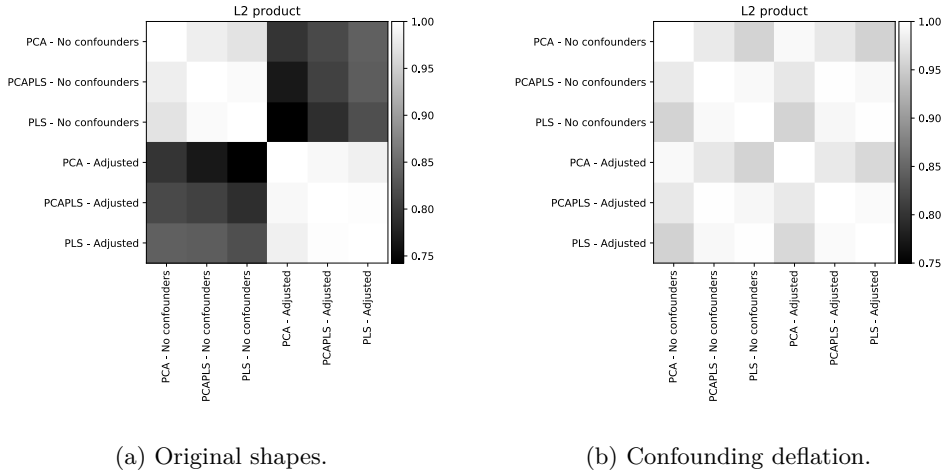 L2 product
PCA - No confounders
PCAPLS - No confounders
PLS - No confounders
PCA - Adjusted
PCAPLS - Adjusted
PLS - Adjusted
1.00
0.95
0.90
0.85
0.80
0.75
PCA - No confounders
PCAPLS - No confounders
PLS - No confounders
PCA - Adjusted
PCAPLS - Adjusted
PLS - Adjusted
(a) Original shapes.
L2 product
PCA - No confounders
PCAPLS - No confounders
PLS - No confounders
PCA - Adjusted
PCAPLS - Adjusted
PLS - Adjusted
1.00
0.95
0.90
0.85
0.80
0.75
PCA - No confounders
PCAPLS - No confounders
PLS - No confounders
PCA - Adjusted
PCAPLS - Adjusted
PLS - Adjusted
(b) Confounding deflation.